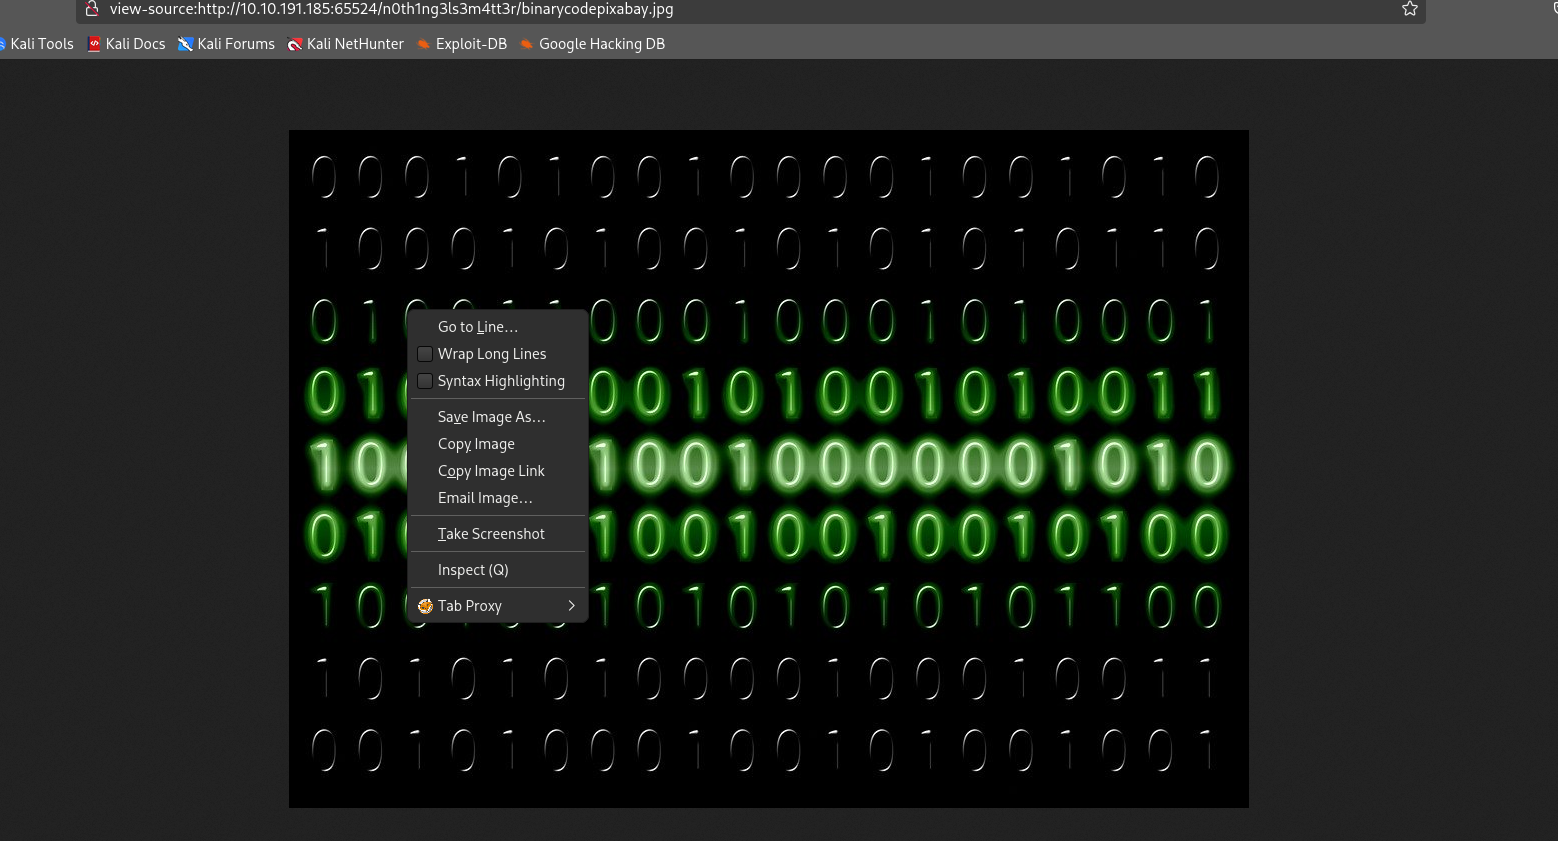 view-source:http://10.10.191.185:65524/n0th1ng3ls3m4tt3r/binarycodepixabay.jpg
Kali Tools Kali Docs Kali Forums Kali NetHunter Exploit-DB Google Hacking DB
0 0 0 1 0 1 0 0 1 0 0 0 0 1 0 0 1 0 1 0
1 0 0 0 1 0 1 0 0 1 0 1 0 1 0 1 0 1 1 0
0 1 0 0 1 1 0 0 0 1 0 0 0 1 0 1 0 0 0 1
0 1 0 0 1 0 1 0 0 1 0 1 0 0 1 1
1 0 1 0 0 1 0 0 0 0 0 0 1 0 1 0
0 1 1 0 0 1 0 0 1 0 0 1 0 1 0 0
1 0 0 1 0 0 1 0 1 0 1 0 1 0 1 0 1 1 0 0
1 0 1 0 1 0 1 0 0 0 0 1 0 0 0 1 0 0 1 1
0 0 1 0 1 0 0 0 1 0 0 1 0 1 0 0 1 0 0 1
Go to Line…
Wrap Long Lines
Syntax Highlighting
Save Image As…
Copy Image
Copy Image Link
Email Image…
Take Screenshot
Inspect (Q)
Tab Proxy